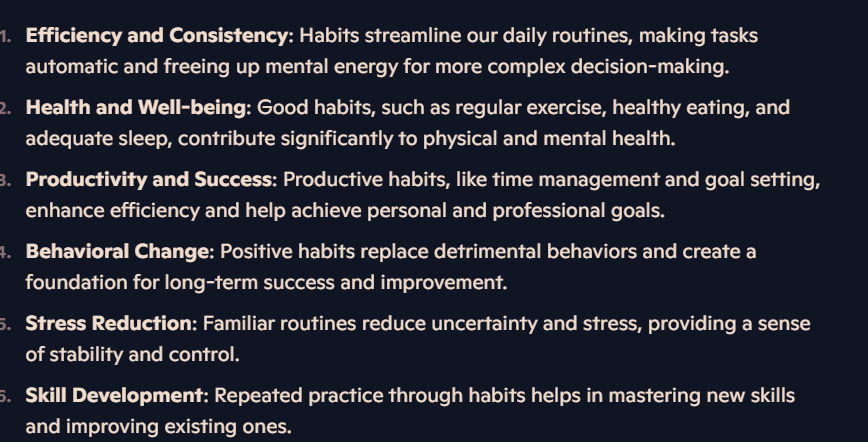 1. Efficiency and Consistency: Habits streamline our daily routines, making tasks
automatic and freeing up mental energy for more complex decision-making.
2. Health and Well-being: Good habits, such as regular exercise, healthy eating, and
adequate sleep, contribute significantly to physical and mental health.
3. Productivity and Success: Productive habits, like time management and goal setting,
enhance efficiency and help achieve personal and professional goals.
4. Behavioral Change: Positive habits replace detrimental behaviors and create a
foundation for long-term success and improvement.
5. Stress Reduction: Familiar routines reduce uncertainty and stress, providing a sense
of stability and control.
6. Skill Development: Repeated practice through habits helps in mastering new skills
and improving existing ones.